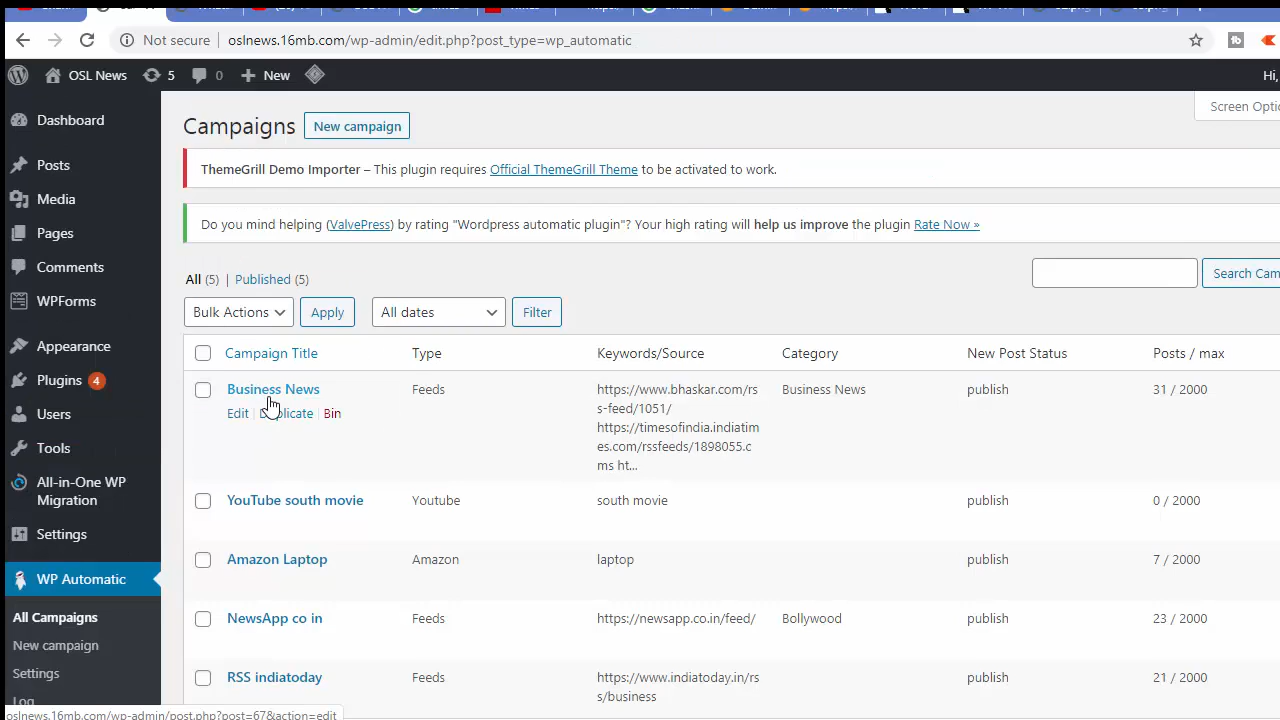 Not secure oslnews.16mb.com/wp-admin/edit.php?post_type=wp_automatic
OSL News 5 0 New Hi,
Screen Optio
Dashboard
Posts
Media
Pages
Comments
WPForms
Appearance
Plugins 4
Users
Tools
All-in-One WP
Migration
Settings
WP Automatic
All Campaigns
New campaign
Settings
Log
Campaigns New campaign
ThemeGrill Demo Importer – This plugin requires Official ThemeGrill Theme to be activated to work.
Do you mind helping (ValvePress) by rating "Wordpress automatic plugin"? Your high rating will help us improve the plugin Rate Now »
All (5) | Published (5)
Search Cam
Bulk Actions Apply All dates Filter
Campaign Title Type Keywords/Source Category New Post Status Posts / max
Business News Feeds https://www.bhaskar.com/rs Business News publish 31 / 2000
s-feed/1051/
https://timesofindia.indiatim
es.com/rssfeeds/1898055.c
ms ht...
Edit | Duplicate | Bin
YouTube south movie Youtube south movie publish 0 / 2000
Amazon Laptop Amazon laptop publish 7 / 2000
NewsApp co in Feeds https://newsapp.co.in/feed/ Bollywood publish 23 / 2000
RSS indiatoday Feeds https://www.indiatoday.in/rs publish 21 / 2000
s/business
oslnews.16mb.com/wp-admin/post.php?post=67&action=edit